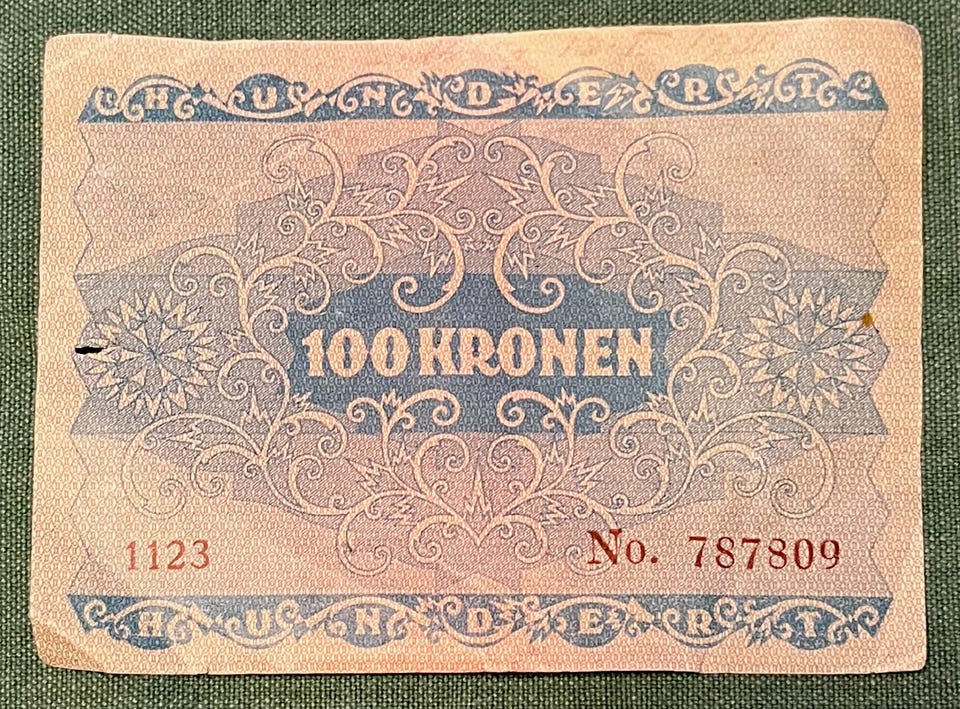 HUNDERT
100 KRONEN
1123 No. 787809
HUNDERT